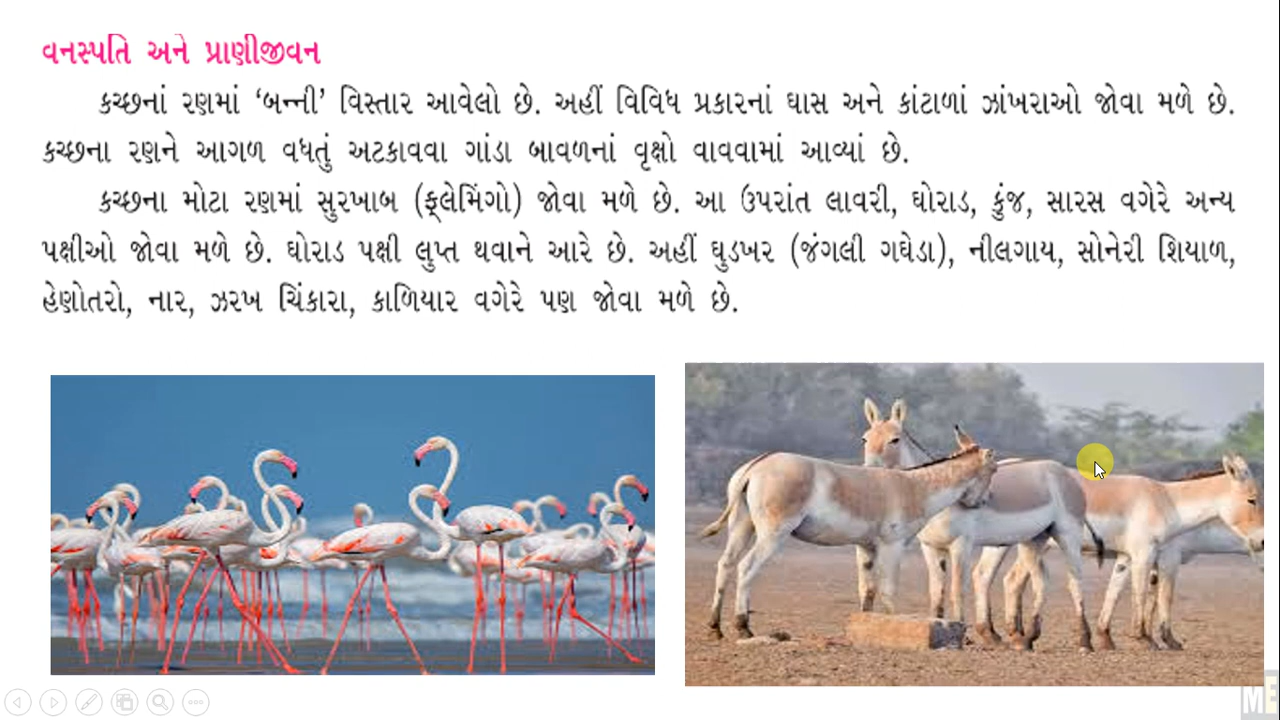 વનસ્પતિ અને પ્રાણીજીવન
કચ્છનાં રણમાં ‘બન્ની’ વિસ્તાર આવેલો છે. અહીં વિવિધ પ્રકારનાં ઘાસ અને કાંટાળાં ઝાંખરાઓ જોવા મળે છે.
કચ્છના રણને આગળ વધતું અટકાવવા ગાંડા બાવળનાં વૃક્ષો વાવવામાં આવ્યાં છે.
કચ્છના મોટા રણમાં સુરખાબ (ફ્લેમિંગો) જોવા મળે છે. આ ઉપરાંત લાવરી, ઘોરાડ, કુંજ, સારસ વગેરે અન્ય
પક્ષીઓ જોવા મળે છે. ઘોરાડ પક્ષી લુપ્ત થવાને આરે છે. અહીં ઘુડખર (જંગલી ગધેડા), નીલગાય, સોનેરી શિયાળ,
હેણોતરો, નાર, ઝરખ ચિંકારા, કાળિયાર વગેરે પણ જોવા મળે છે.
ME